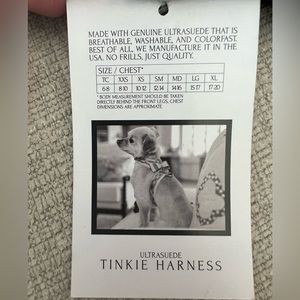 MADE WITH GENUINE ULTRASUEDE THAT IS
BREATHABLE, WASHABLE, AND COLORFAST.
BEST OF ALL, WE MANUFACTURE IT IN THE
USA. NO FRILLS, JUST QUALITY.
SIZE / CHEST*
TC XXS XS SM MD LG XL
6-8 8-10 10-12 12-14 14-16 15-17 17-20
* BODY MEASUREMENT SHOULD BE TAKEN
DIRECTLY BEHIND THE FRONT LEGS, CHEST
DIMENSIONS ARE APPROXIMATE.
ULTRASUEDE
TINKIE HARNESS